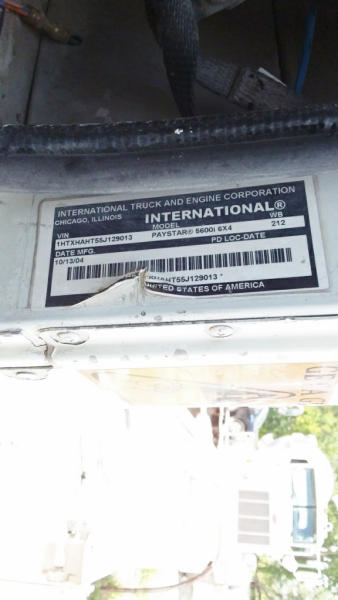 INTERNATIONAL TRUCK AND ENGINE CORPORATION
CHICAGO, ILLINOIS INTERNATIONAL®
VIN MODEL WB
1HTXHAHT55J129013 PAYSTAR® 5600i 6X4 212
DATE MFG. PD LOC-DATE
10/13/04
XHAHT55J129013 *
UNITED STATES OF AMERICA